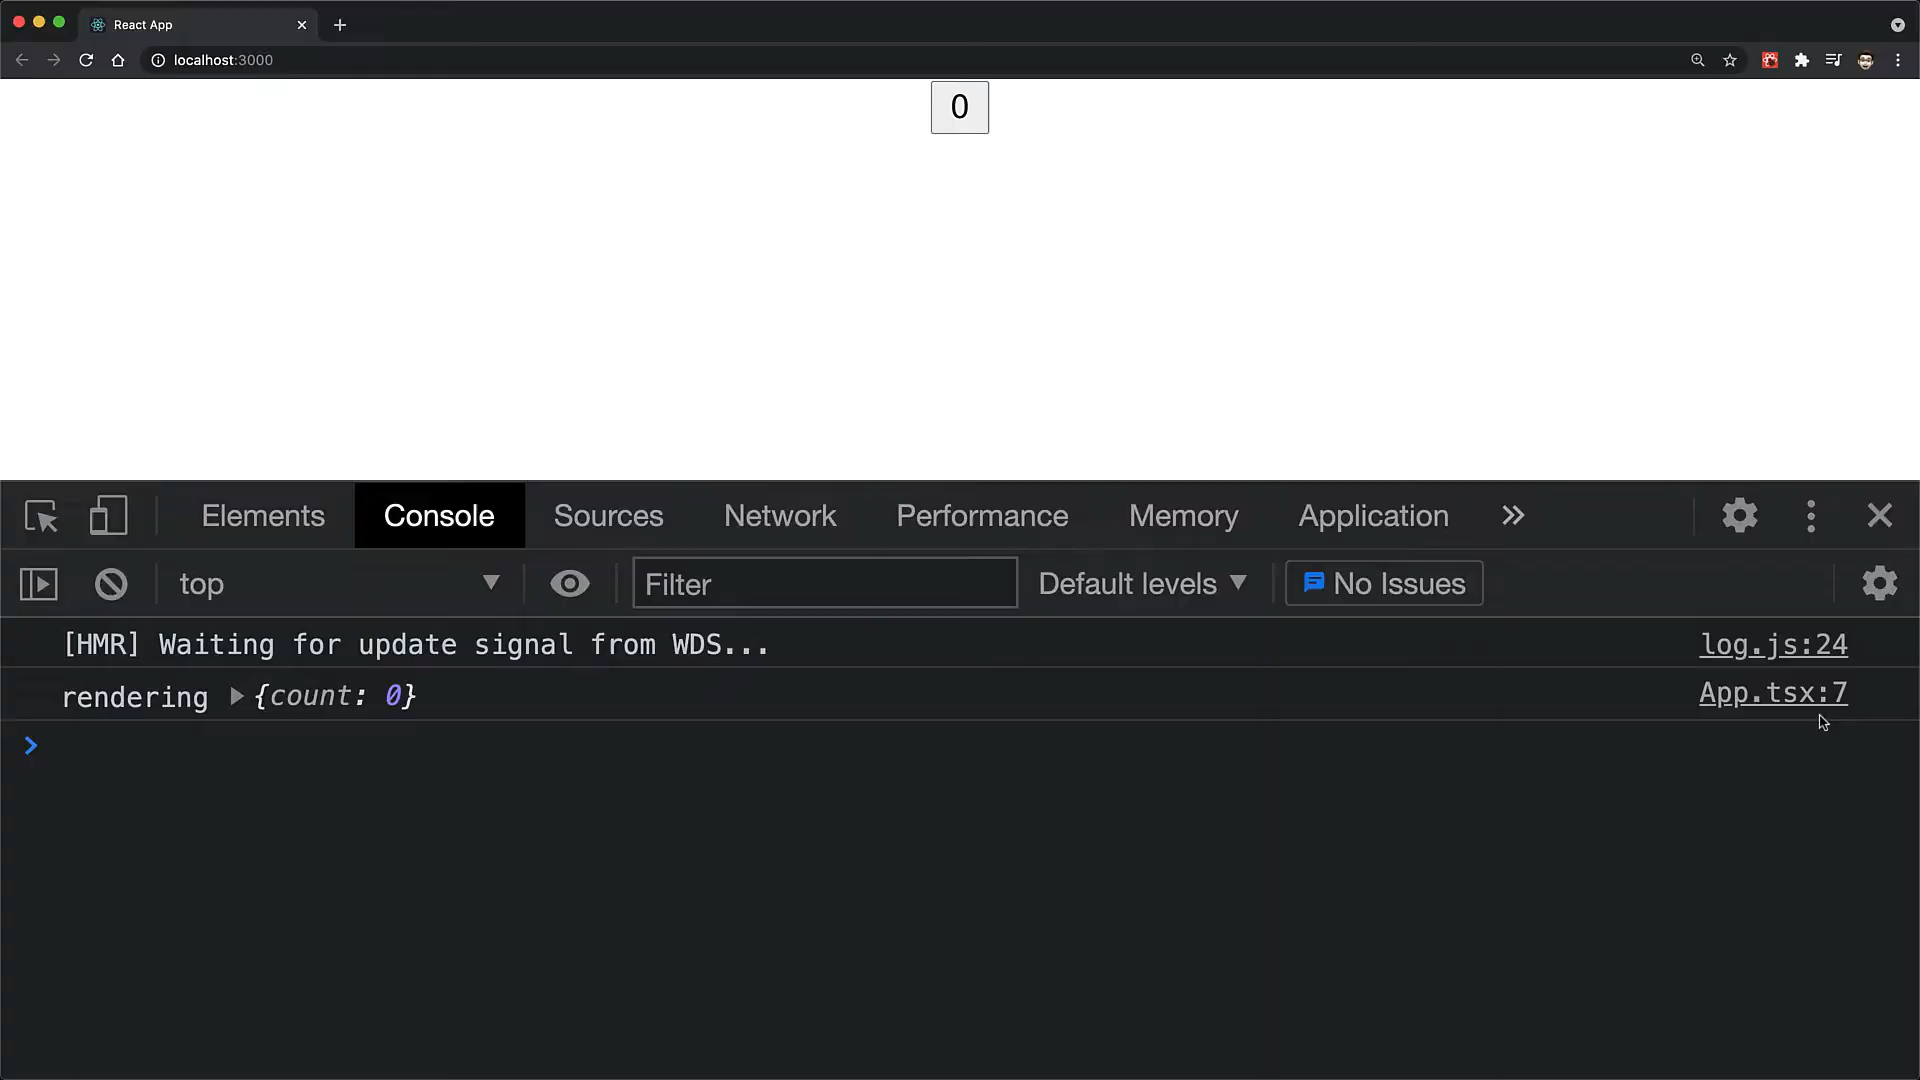 React App
localhost:3000
0
Elements Console Sources Network Performance Memory Application
top Filter Default levels No Issues
[HMR] Waiting for update signal from WDS... log.js:24
rendering {count: 0} App.tsx:7